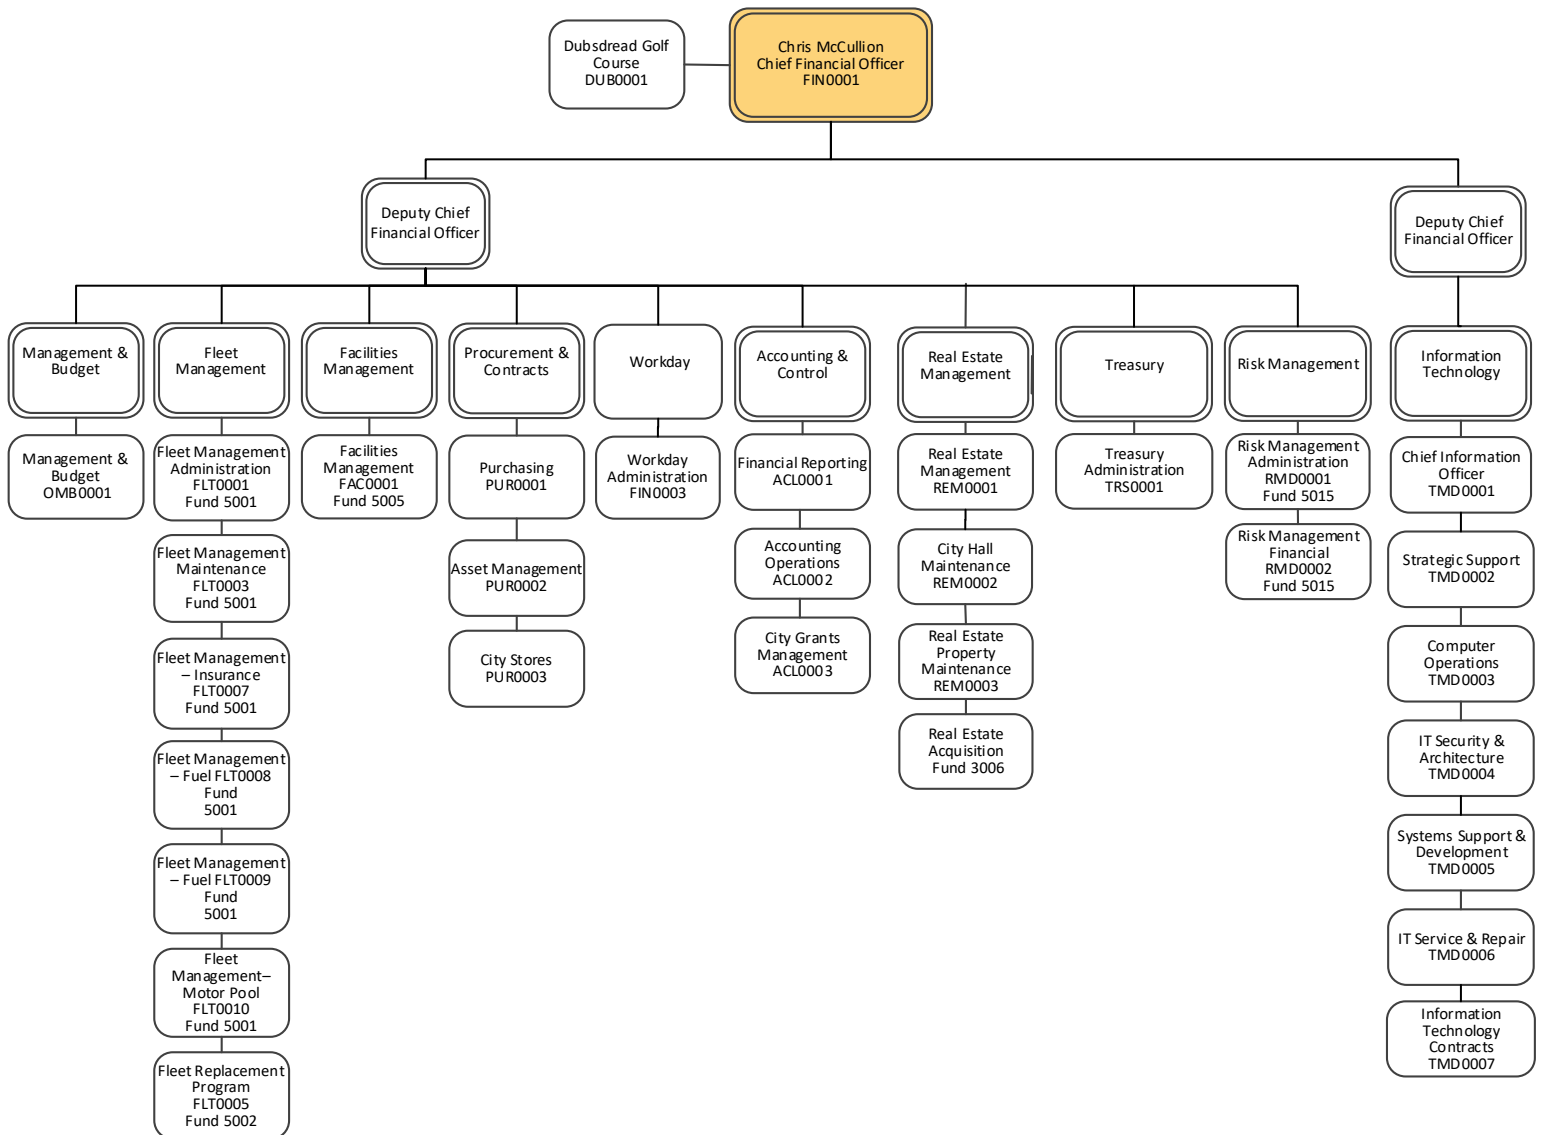 Dubsdread Golf
Course
DUB0001
Chris McCullion
Chief Financial Officer
FIN0001
Deputy Chief
Financial Officer
Deputy Chief
Financial Officer
Management &
Budget
Fleet
Management
Facilities
Management
Procurement &
Contracts
Workday
Accounting &
Control
Real Estate
Management
Treasury
Risk Management
Information
Technology
Management &
Budget
OMB0001
Fleet Management
Administration
FLT0001
Fund 5001
Fleet Management
Maintenance
FLT0003
Fund 5001
Fleet Management
– Insurance
FLT0007
Fund 5001
Fleet Management
– Fuel FLT0008
Fund
5001
Fleet Management
– Fuel FLT0009
Fund
5001
Fleet
Management–
Motor Pool
FLT0010
Fund 5001
Fleet Replacement
Program
FLT0005
Fund 5002
Facilities
Management
FAC0001
Fund 5005
Purchasing
PUR0001
Asset Management
PUR0002
City Stores
PUR0003
Workday
Administration
FIN0003
Financial Reporting
ACL0001
Accounting
Operations
ACL0002
City Grants
Management
ACL0003
Real Estate
Management
REM0001
City Hall
Maintenance
REM0002
Real Estate
Property
Maintenance
REM0003
Real Estate
Acquisition
Fund 3006
Treasury
Administration
TRS0001
Risk Management
Administration
RMD0001
Fund 5015
Risk Management
Financial
RMD0002
Fund 5015
Chief Information
Officer
TMD0001
Strategic Support
TMD0002
Computer
Operations
TMD0003
IT Security &
Architecture
TMD0004
Systems Support &
Development
TMD0005
IT Service & Repair
TMD0006
Information
Technology
Contracts
TMD0007